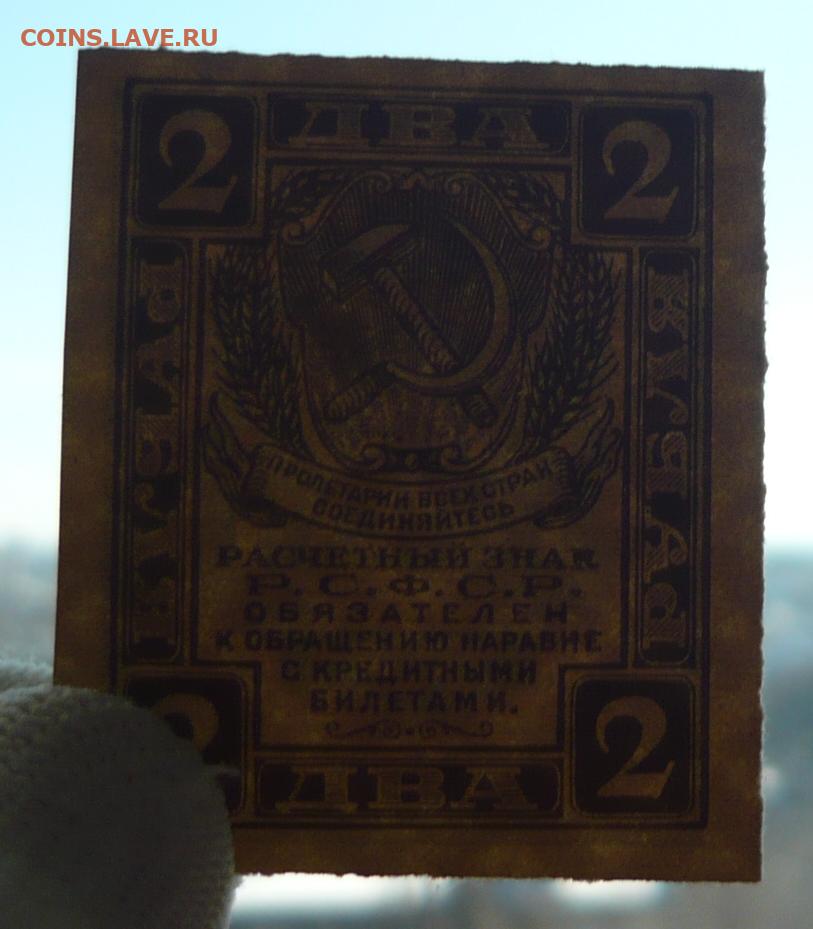 COINS.LAVE.RU
2 ДВА 2
РУБЛЯ
РУБЛЯ
ПРОЛЕТАРИИ ВСЕХ СТРАН
СОЕДИНЯЙТЕСЬ
РАСЧЕТНЫЙ ЗНАК
Р.С.Ф.С.Р.
ОБЯЗАТЕЛЕН
К ОБРАЩЕНИЮ НАРАВНЕ
С КРЕДИТНЫМИ
БИЛЕТАМИ.
2 ДВА 2